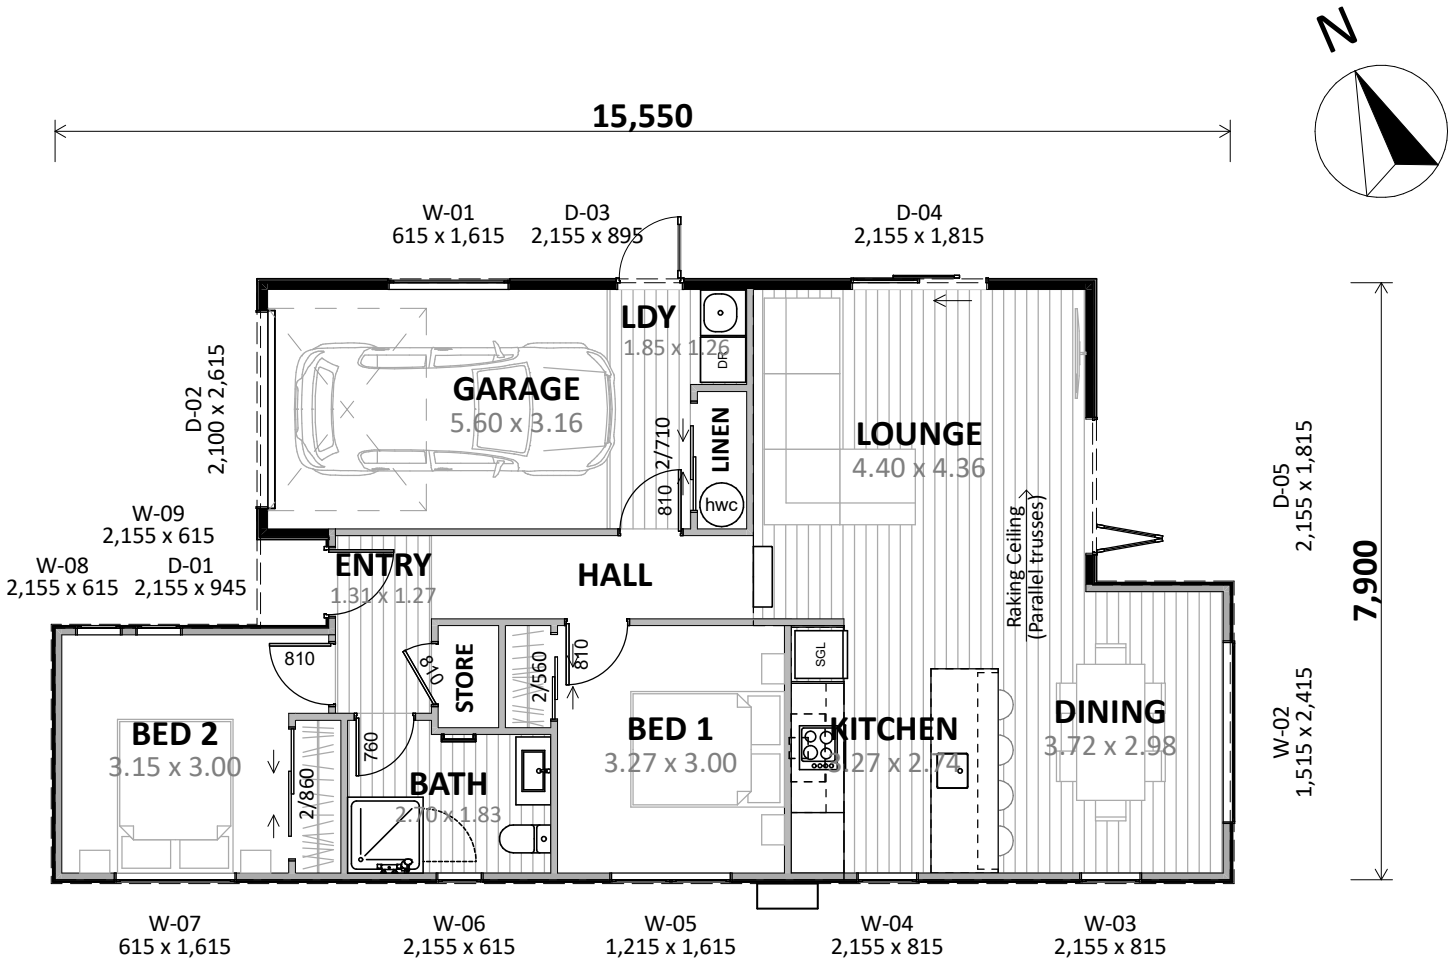 N
15,550
W-01
615 x 1,615
D-03
2,155 x 895
D-04
2,155 x 1,815
LDY
1.85 x 1.26
DR
D-02
2,100 x 2,615
GARAGE
5.60 x 3.16
2/710
810
LINEN
hwc
LOUNGE
4.40 x 4.36
D-05
2,155 x 1,815
Raking Ceiling
(Parallel trusses)
7,900
W-09
2,155 x 615
W-08
2,155 x 615
D-01
2,155 x 945
ENTRY
1.31 x 1.27
HALL
810
810
STORE
2/560
810
SGL
BED 2
3.15 x 3.00
2/860
760
BATH
2.70 x 1.83
BED 1
3.27 x 3.00
KITCHEN
3.27 x 2.74
DINING
3.72 x 2.98
W-02
1,515 x 2,415
W-07
615 x 1,615
W-06
2,155 x 615
W-05
1,215 x 1,615
W-04
2,155 x 815
W-03
2,155 x 815